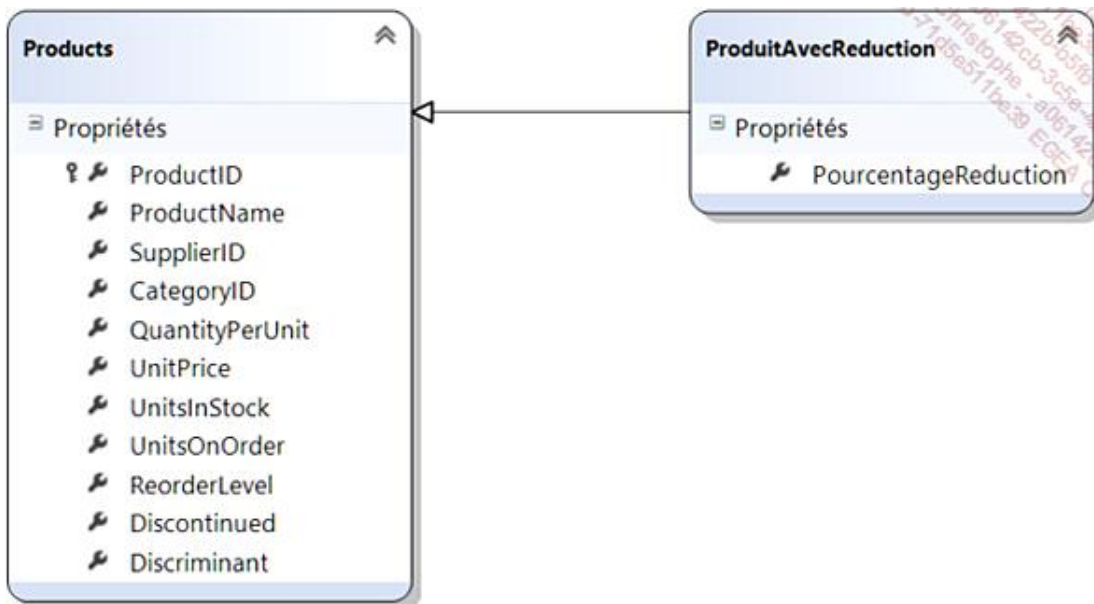 Products
Propriétés
ProductID
ProductName
SupplierID
CategoryID
QuantityPerUnit
UnitPrice
UnitsInStock
UnitsOnOrder
ReorderLevel
Discontinued
Discriminant
ProduitAvecReduction
Propriétés
PourcentageReduction